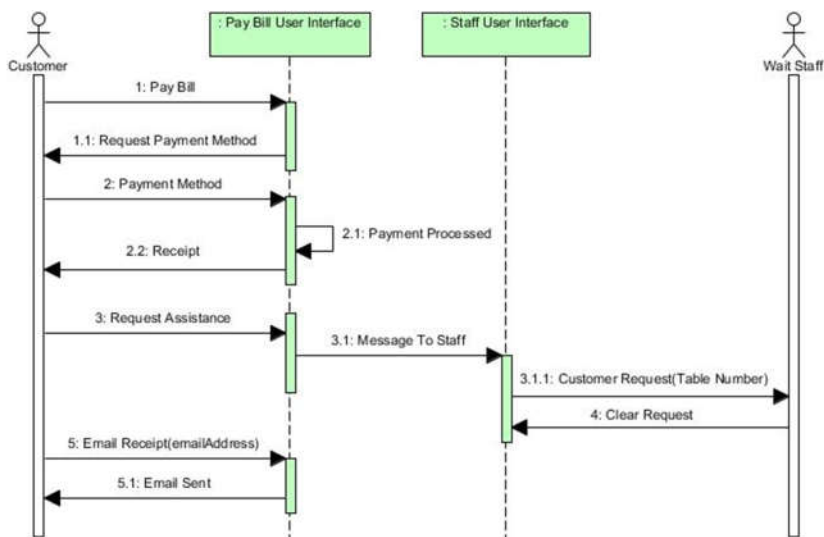 : Pay Bill User Interface
: Staff User Interface
Customer
Wait Staff
1: Pay Bill
1.1: Request Payment Method
2: Payment Method
2.1: Payment Processed
2.2: Receipt
3: Request Assistance
3.1: Message To Staff
3.1.1: Customer Request(Table Number)
4: Clear Request
5: Email Receipt(emailAddress)
5.1: Email Sent